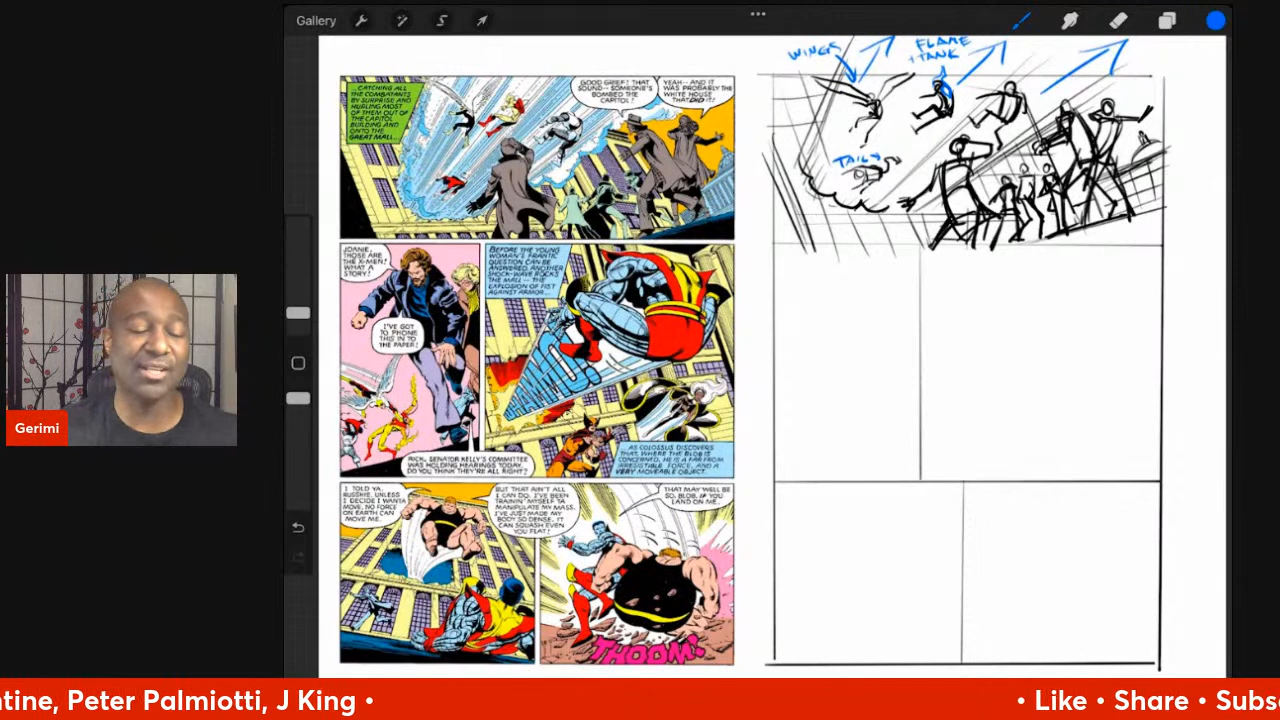 Gallery
...CATCHING ALL
THE COMBATANTS
BY SURPRISE AND
HURLING MOST
OF THEM OUT OF
THE CAPITOL
BUILDING AND
ONTO THE
GREAT MALL...
GOOD GRIEF! THAT
SOUND-- SOMEONE'S
BOMBED THE
CAPITOL!
YEAH-- AND IT
WAS PROBABLY THE
WHITE HOUSE
THAT DID IT!
JOANIE,
THOSE ARE
THE X-MEN!
WHAT A
STORY!
I'VE GOT
TO PHONE
THIS IN TO
THE PAPER!
RICK, SENATOR KELLY'S COMMITTEE
WAS HOLDING HEARINGS TODAY.
DO YOU THINK THEY'RE ALL RIGHT?
BEFORE THE YOUNG
WOMAN'S FRANTIC
QUESTION CAN BE
ANSWERED, ANOTHER
SHOCK-WAVE ROCKS
THE MALL -- THE
EXPLOSION OF FIST
AGAINST ARMOR...
AS COLOSSUS DISCOVERS
THAT, WHERE THE BLOB IS
CONCERNED, HE IS A FAR FROM
IRRESISTIBLE FORCE, AND A
VERY MOVEABLE OBJECT.
I TOLD YA,
RUSSKIE, UNLESS
I DECIDE I WANTA
MOVE, NO FORCE
ON EARTH CAN
MOVE ME.
BUT THAT AIN'T ALL
I CAN DO. I'VE BEEN
TRAININ' MYSELF TA
MANIPULATE MY MASS.
I'VE JUST MADE MY
BODY SO DENSE, IT
CAN SQUASH EVEN
YOU FLAT!
THAT MAY WELL BE
SO, BLOB, IF YOU
LAND ON ME.
THOOM!
WINGS
FLAME
+ TANK
TAIL
Gerimi
ntine, Peter Palmiotti, J King •
• Like • Share • Subs